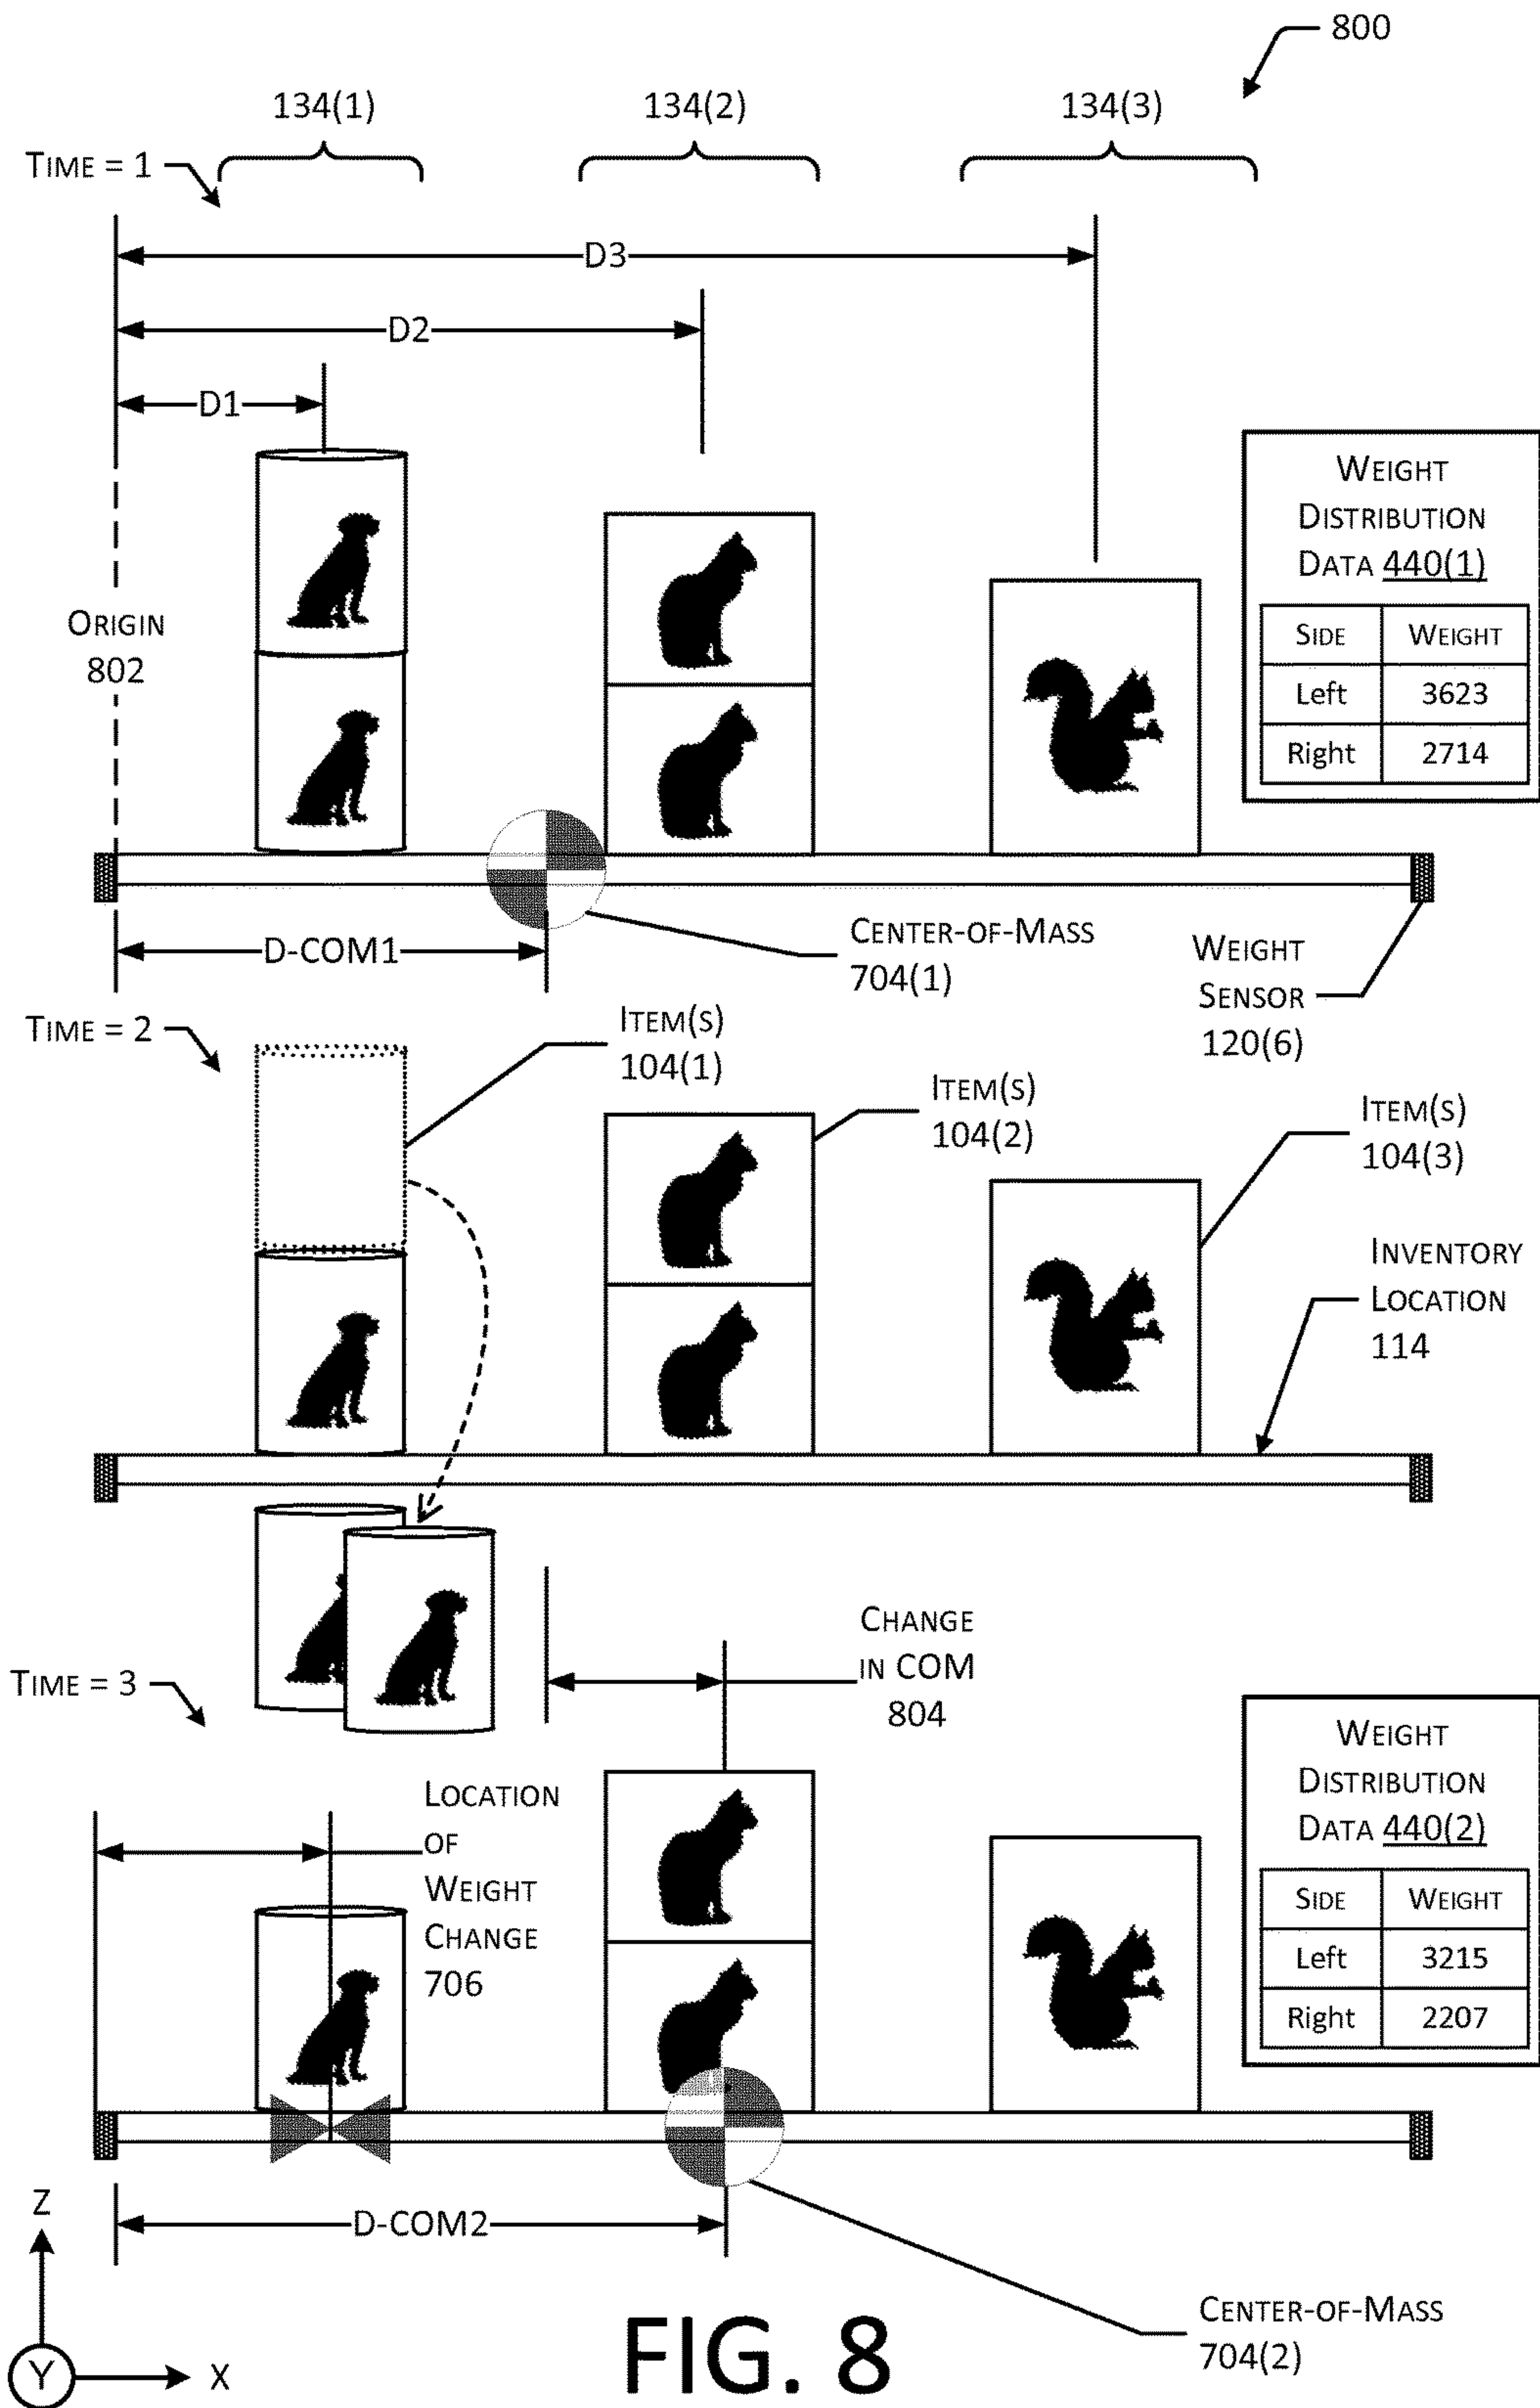 800
134(1)
134(2)
134(3)
TIME = 1
D3
D2
D1
ORIGIN
802
WEIGHT
DISTRIBUTION
DATA 440(1)
SIDE WEIGHT
Left 3623
Right 2714
D-COM1
CENTER-OF-MASS
704(1)
WEIGHT
SENSOR
120(6)
TIME = 2
ITEM(S)
104(1)
ITEM(S)
104(2)
ITEM(S)
104(3)
INVENTORY
LOCATION
114
TIME = 3
CHANGE
IN COM
804
LOCATION
OF
WEIGHT
CHANGE
706
WEIGHT
DISTRIBUTION
DATA 440(2)
SIDE WEIGHT
Left 3215
Right 2207
D-COM2
CENTER-OF-MASS
704(2)
Z
Y
X
FIG. 8